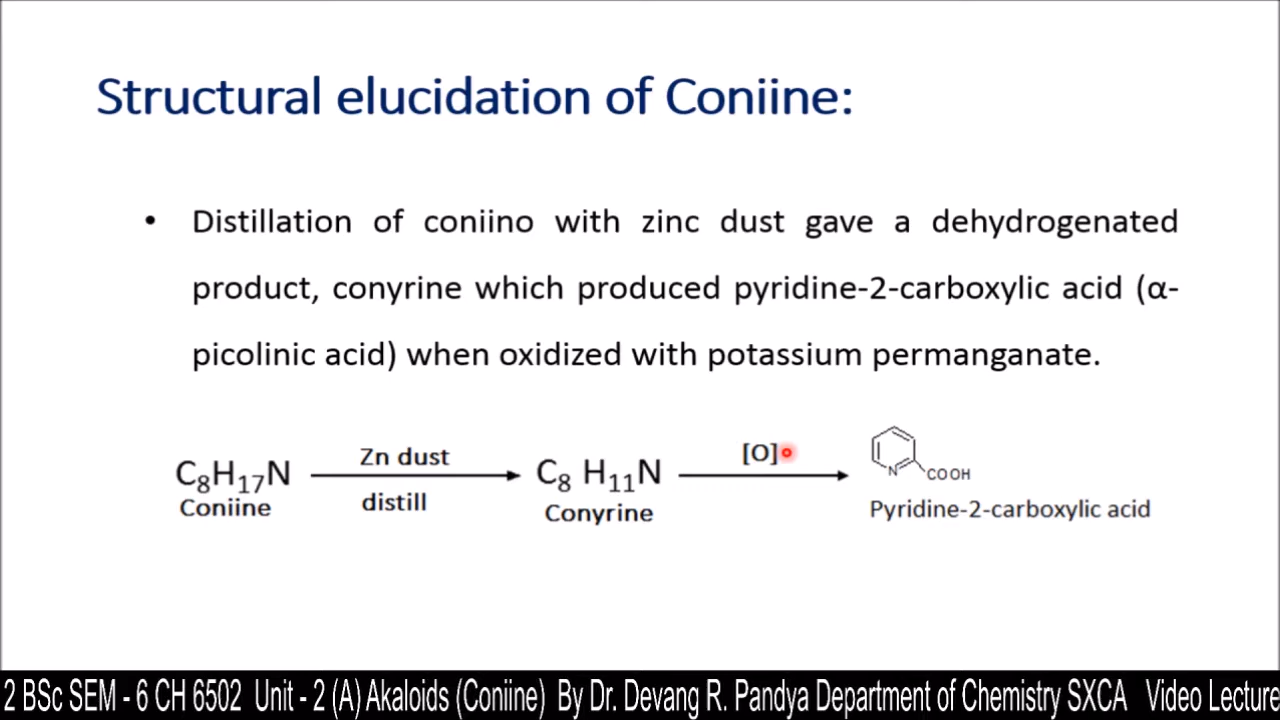 Structural elucidation of Coniine:
• Distillation of coniino with zinc dust gave a dehydrogenated
product, conyrine which produced pyridine-2-carboxylic acid (α-
picolinic acid) when oxidized with potassium permanganate.
C₈H₁₇N Zn dust C₈ H₁₁N [O] N COOH
Coniine distill Conyrine Pyridine-2-carboxylic acid
2 BSc SEM - 6 CH 6502 Unit - 2 (A) Akaloids (Coniine) By Dr. Devang R. Pandya Department of Chemistry SXCA Video Lecture